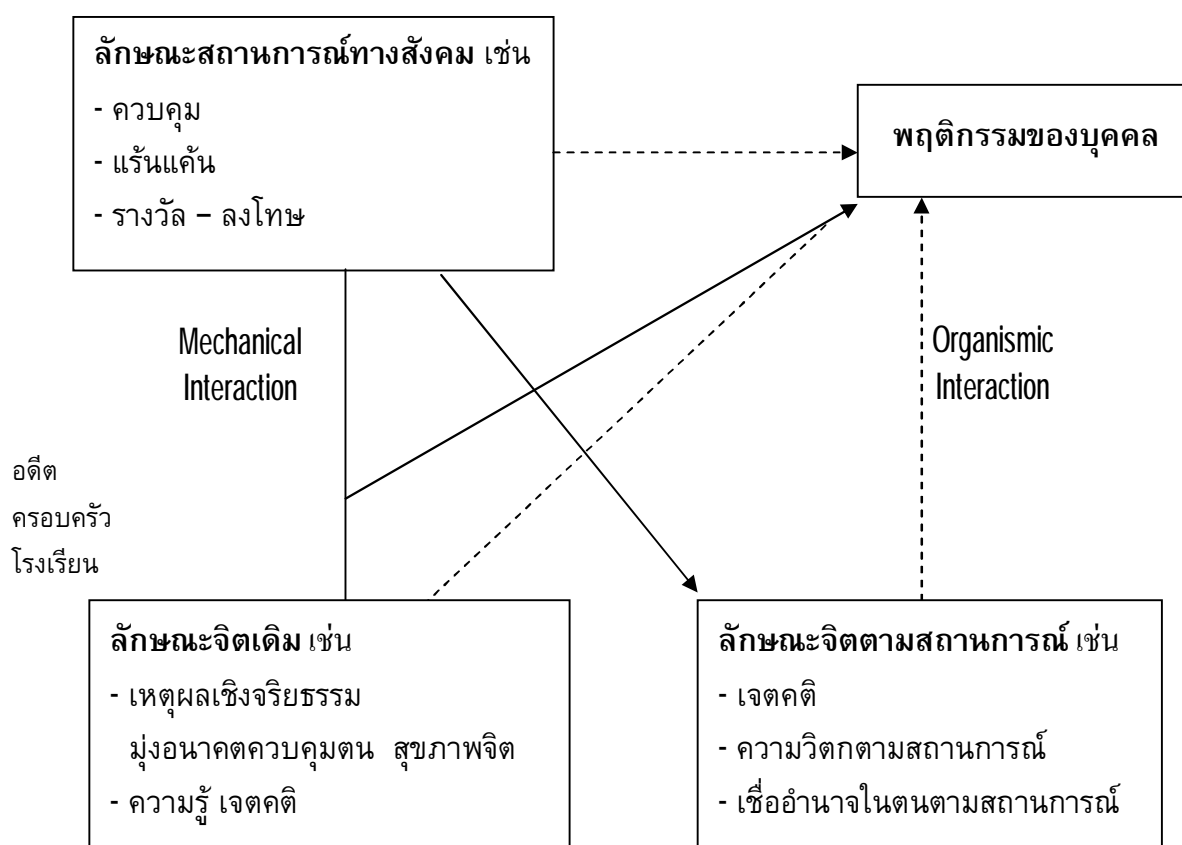 ลักษณะสถานการณ์ทางสังคม เช่น
- ควบคุม
- แร้นแค้น
- รางวัล – ลงโทษ
พฤติกรรมของบุคคล
Mechanical
Interaction
Organismic
Interaction
อดีต
ครอบครัว
โรงเรียน
ลักษณะจิตเดิม เช่น
- เหตุผลเชิงจริยธรรม
มุ่งอนาคตควบคุมตน สุขภาพจิต
- ความรู้ เจตคติ
ลักษณะจิตตามสถานการณ์ เช่น
- เจตคติ
- ความวิตกตามสถานการณ์
- เชื่ออำนาจในตนตามสถานการณ์